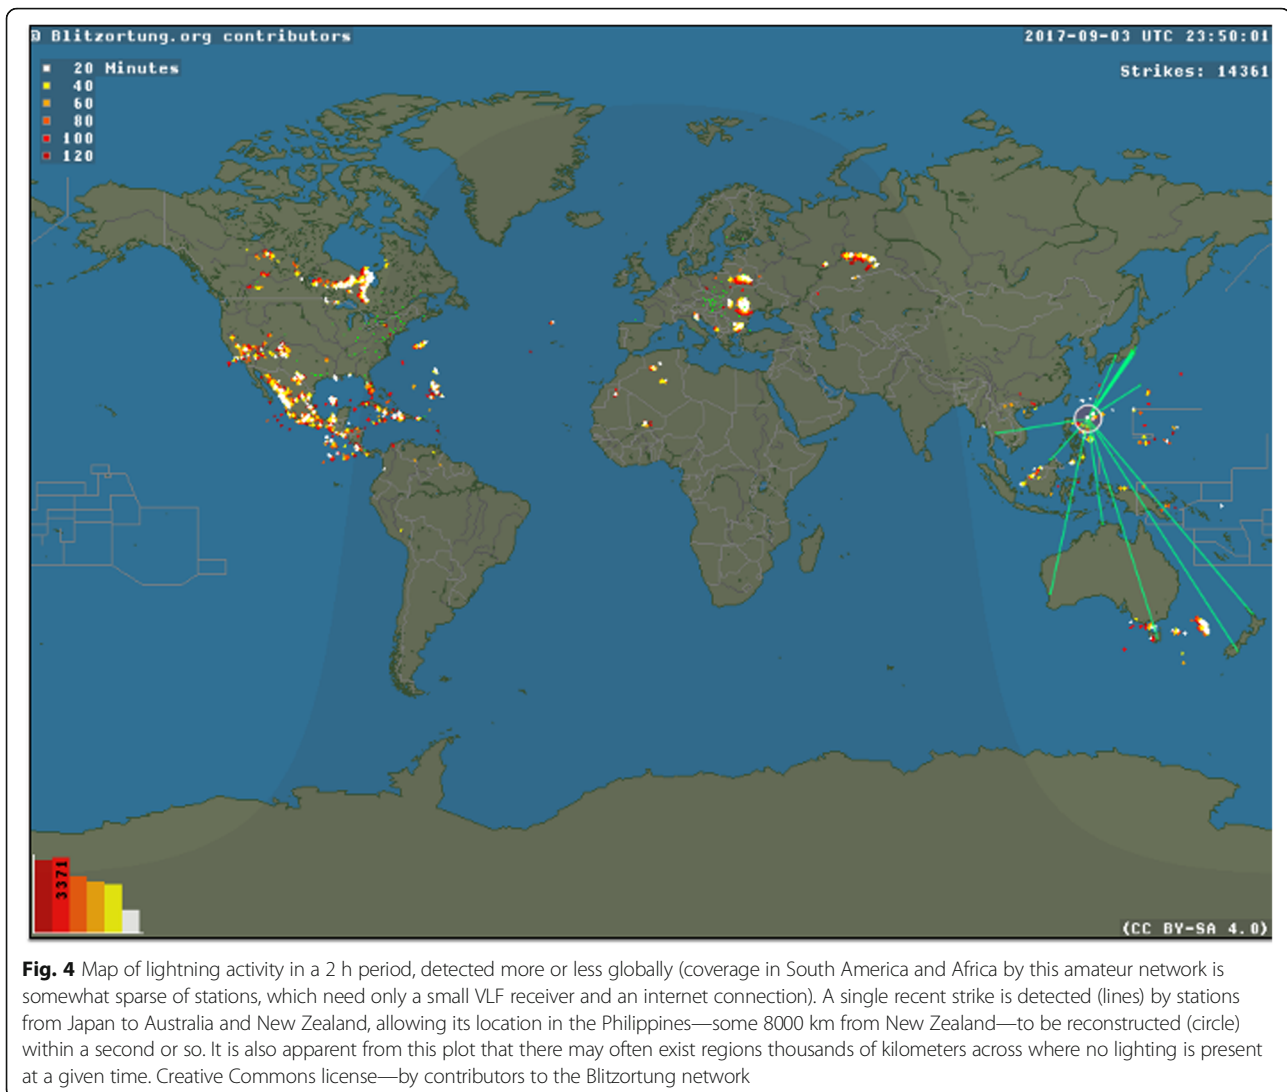 © Blitzortung.org contributors
2017-09-03 UTC 23:50:01
Strikes: 14361
20 Minutes
40
60
80
100
120
3371
(CC BY-SA 4.0)
Fig. 4 Map of lightning activity in a 2 h period, detected more or less globally (coverage in South America and Africa by this amateur network is
somewhat sparse of stations, which need only a small VLF receiver and an internet connection). A single recent strike is detected (lines) by stations
from Japan to Australia and New Zealand, allowing its location in the Philippines—some 8000 km from New Zealand—to be reconstructed (circle)
within a second or so. It is also apparent from this plot that there may often exist regions thousands of kilometers across where no lighting is present
at a given time. Creative Commons license—by contributors to the Blitzortung network